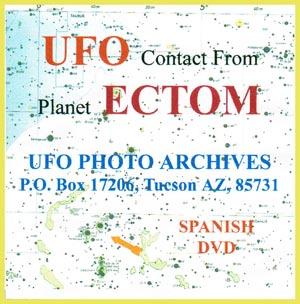 UFO Contact From
Planet ECTOM
UFO PHOTO ARCHIVES
P.O. Box 17206, Tucson AZ, 85731
SPANISH
DVD